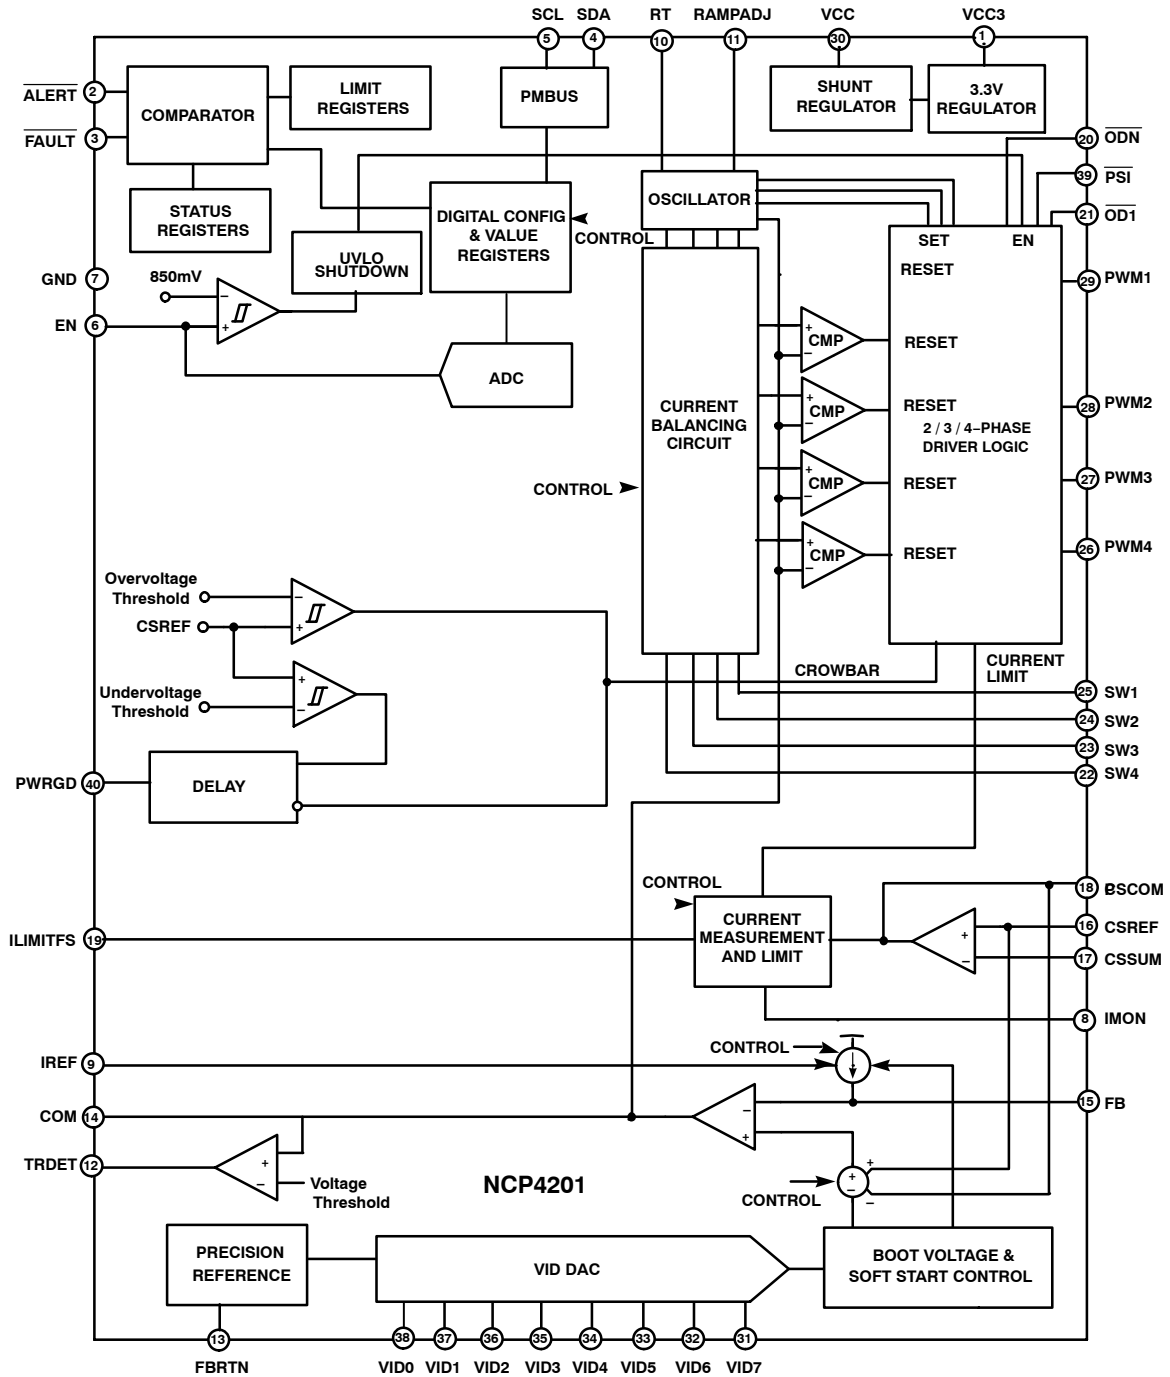 SCL SDA RT RAMPADJ VCC VCC3
5 4 10 11 30 1
ALERT 2
FAULT 3
COMPARATOR
LIMIT
REGISTERS
STATUS
REGISTERS
PMBUS
SHUNT
REGULATOR
3.3V
REGULATOR
20 ODN
39 PSI
21 OD1
DIGITAL CONFIG
& VALUE
REGISTERS
CONTROL
OSCILLATOR
UVLO
SHUTDOWN
GND 7
850mV
EN 6
−
+
ADC
SET EN
RESET
RESET
RESET
RESET
RESET
2 / 3 / 4−PHASE
DRIVER LOGIC
+
CMP
−
+
CMP
−
+
CMP
−
+
CMP
−
29 PWM1
28 PWM2
27 PWM3
26 PWM4
CURRENT
BALANCING
CIRCUIT
CONTROL
Overvoltage
Threshold
CSREF
−
+
Undervoltage
Threshold
+
−
CROWBAR
CURRENT
LIMIT
25 SW1
24 SW2
23 SW3
22 SW4
PWRGD 40
DELAY
CONTROL
CURRENT
MEASUREMENT
AND LIMIT
ILIMITFS 19
+
−
18 CSCOM
16 CSREF
17 CSSUM
8 IMON
IREF 9
CONTROL
COM 14
−
+
15 FB
TRDET 12
+
−
Voltage
Threshold
NCP4201
CONTROL
+
−
+
−
PRECISION
REFERENCE
VID DAC
BOOT VOLTAGE &
SOFT START CONTROL
13 38 37 36 35 34 33 32 31
FBRTN VID0 VID1 VID2 VID3 VID4 VID5 VID6 VID7